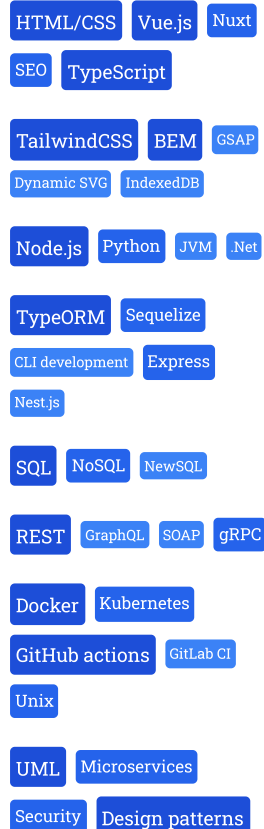 HTML/CSS Vue.js Nuxt
SEO TypeScript
TailwindCSS BEM GSAP
Dynamic SVG IndexedDB
Node.js Python JVM .Net
TypeORM Sequelize
CLI development Express
Nest.js
SQL NoSQL NewSQL
REST GraphQL SOAP gRPC
Docker Kubernetes
GitHub actions GitLab CI
Unix
UML Microservices
Security Design patterns